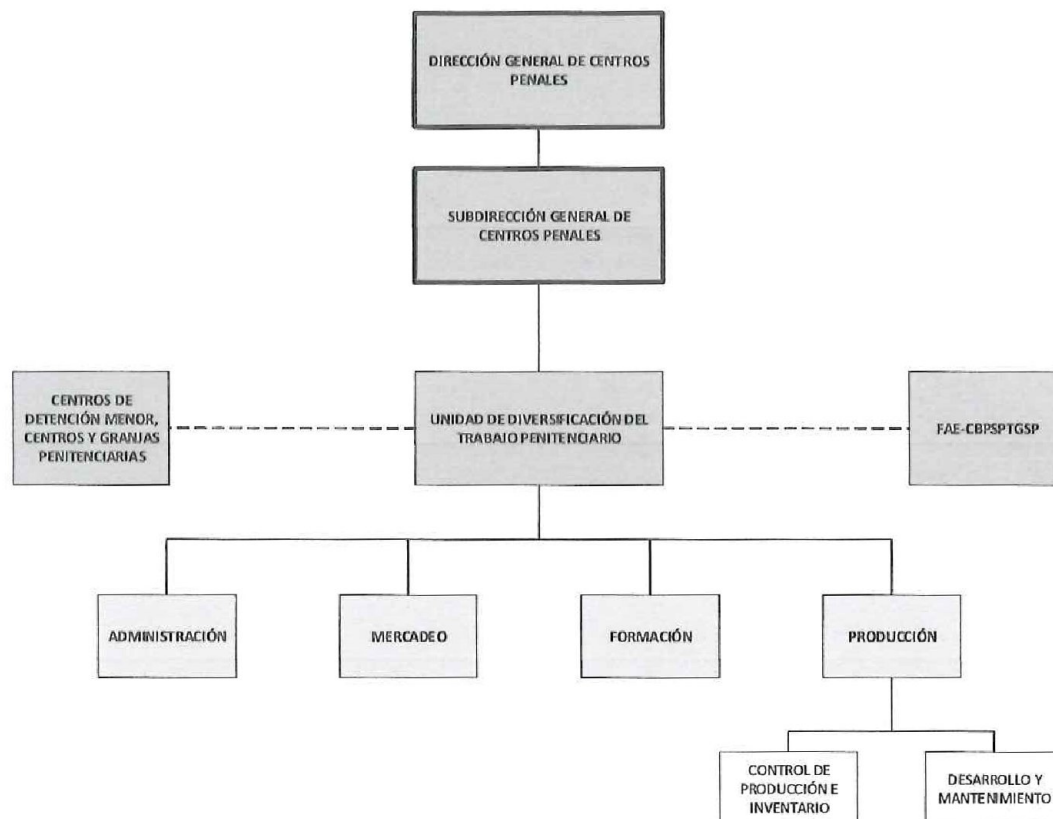 DIRECCIÓN GENERAL DE CENTROS
PENALES
SUBDIRECCIÓN GENERAL DE
CENTROS PENALES
CENTROS DE
DETENCIÓN MENOR,
CENTROS Y GRANJAS
PENITENCIARIAS
UNIDAD DE DIVERSIFICACIÓN DEL
TRABAJO PENITENCIARIO
FAE-CBPSPTGSP
ADMINISTRACIÓN
MERCADEO
FORMACIÓN
PRODUCCIÓN
CONTROL DE
PRODUCCIÓN E
INVENTARIO
DESARROLLO Y
MANTENIMIENTO